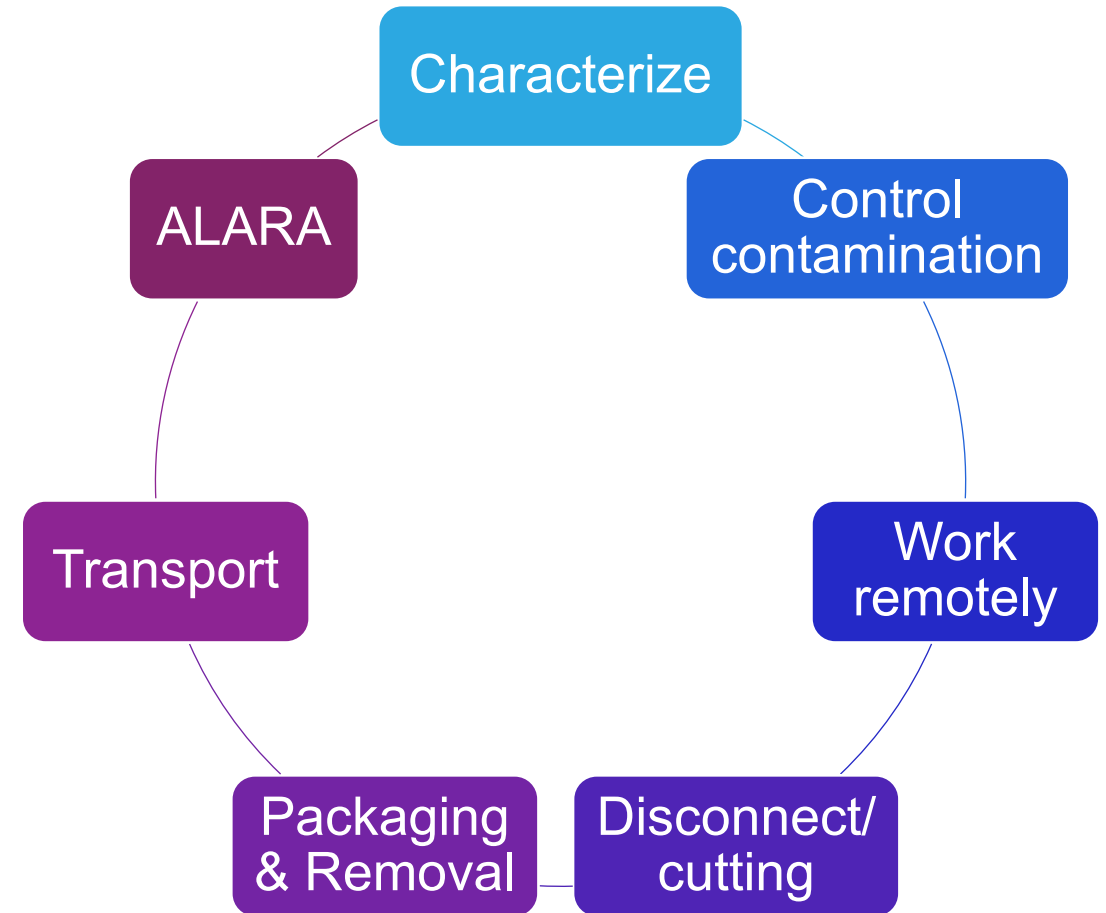 Characterize
Control
contamination
Work
remotely
Disconnect/
cutting
Packaging
& Removal
Transport
ALARA